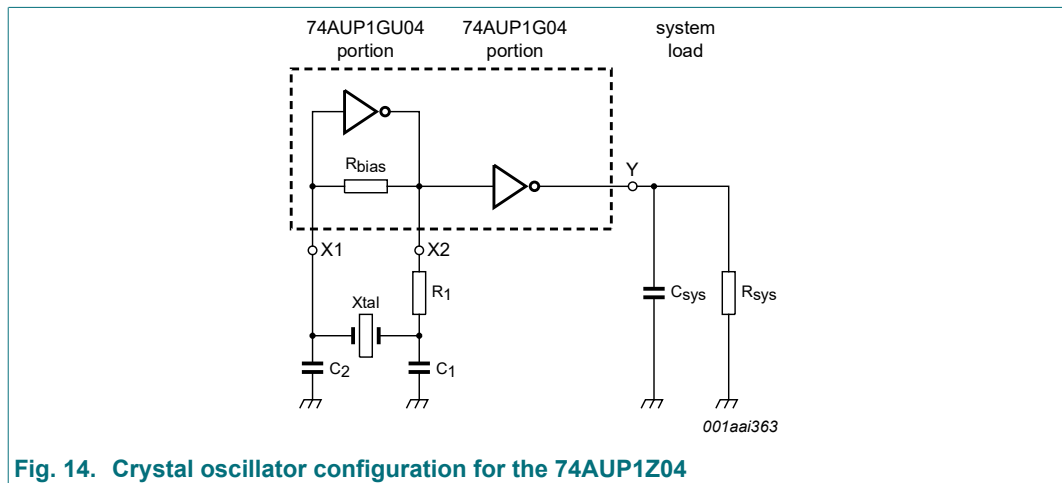 74AUP1GU04 portion
74AUP1G04 portion
system load
Rbias
Y
X1
X2
R1
Csys
Rsys
Xtal
C2
C1
001aai363
Fig. 14. Crystal oscillator configuration for the 74AUP1Z04